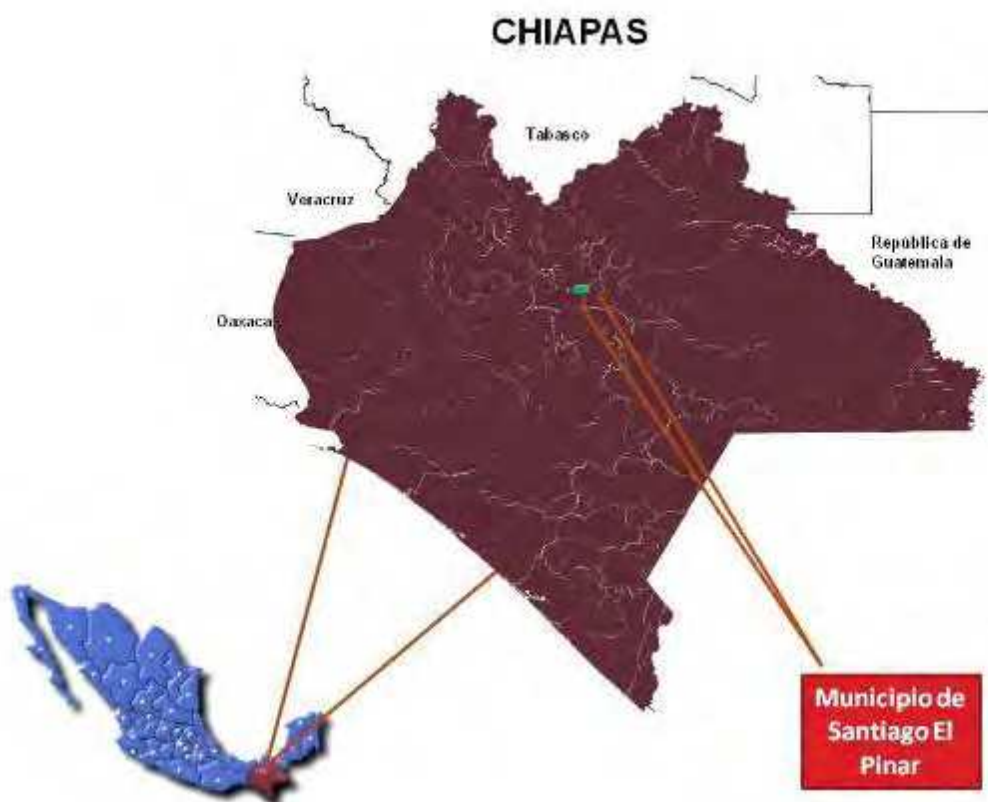 CHIAPAS
Tabasco
Veracruz
República de
Guatemala
Oaxaca
Municipio de
Santiago El
Pinar